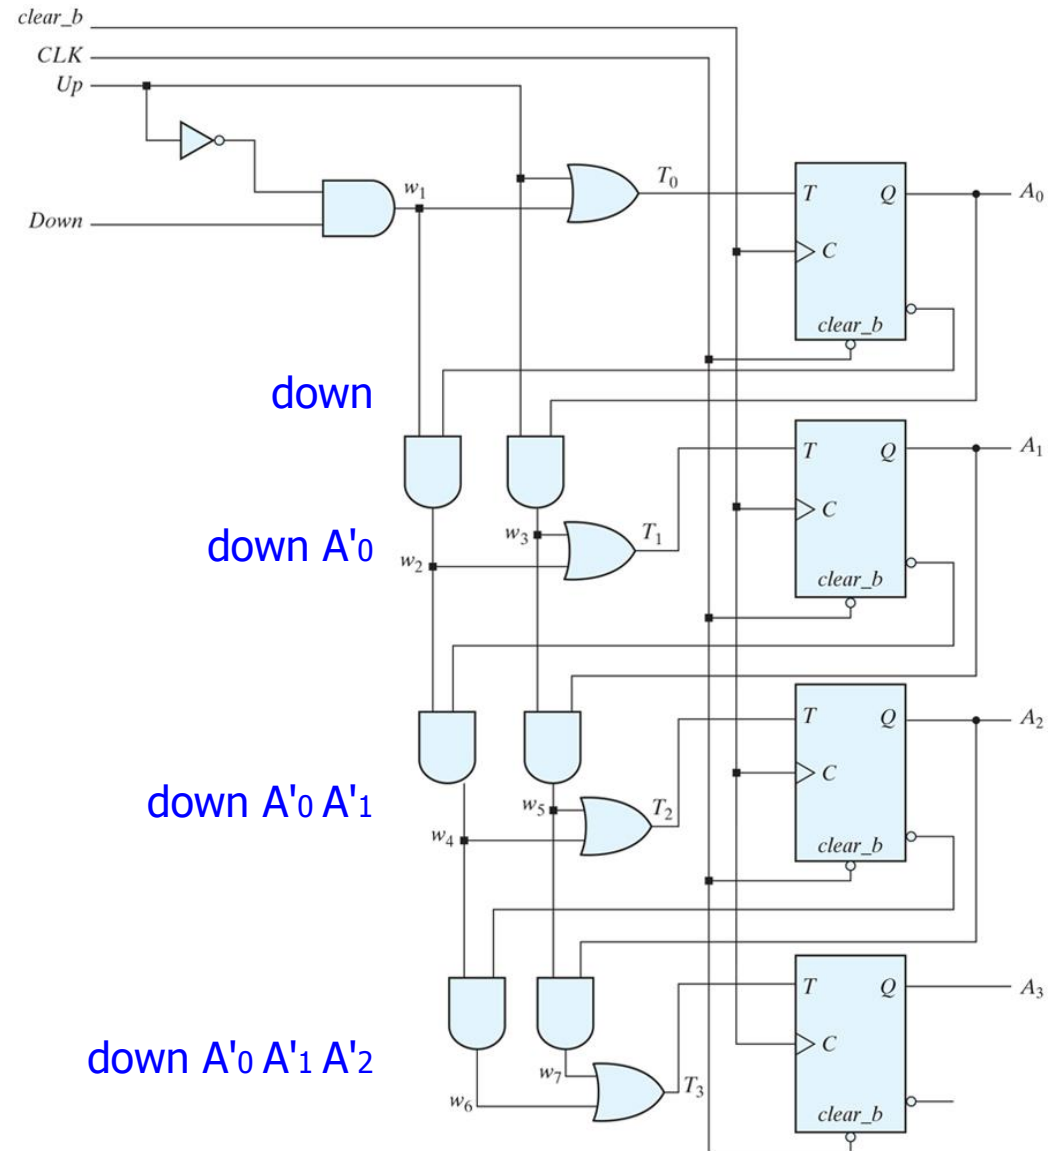 clear_b
CLK
Up
Down
w₁
T₀
T Q A₀
C
clear_b
down
T Q A₁
C
clear_b
down A'₀
w₂
w₃
T₁
T Q A₂
C
clear_b
down A'₀ A'₁
w₄
w₅
T₂
T Q A₃
C
clear_b
down A'₀ A'₁ A'₂
w₆
w₇
T₃